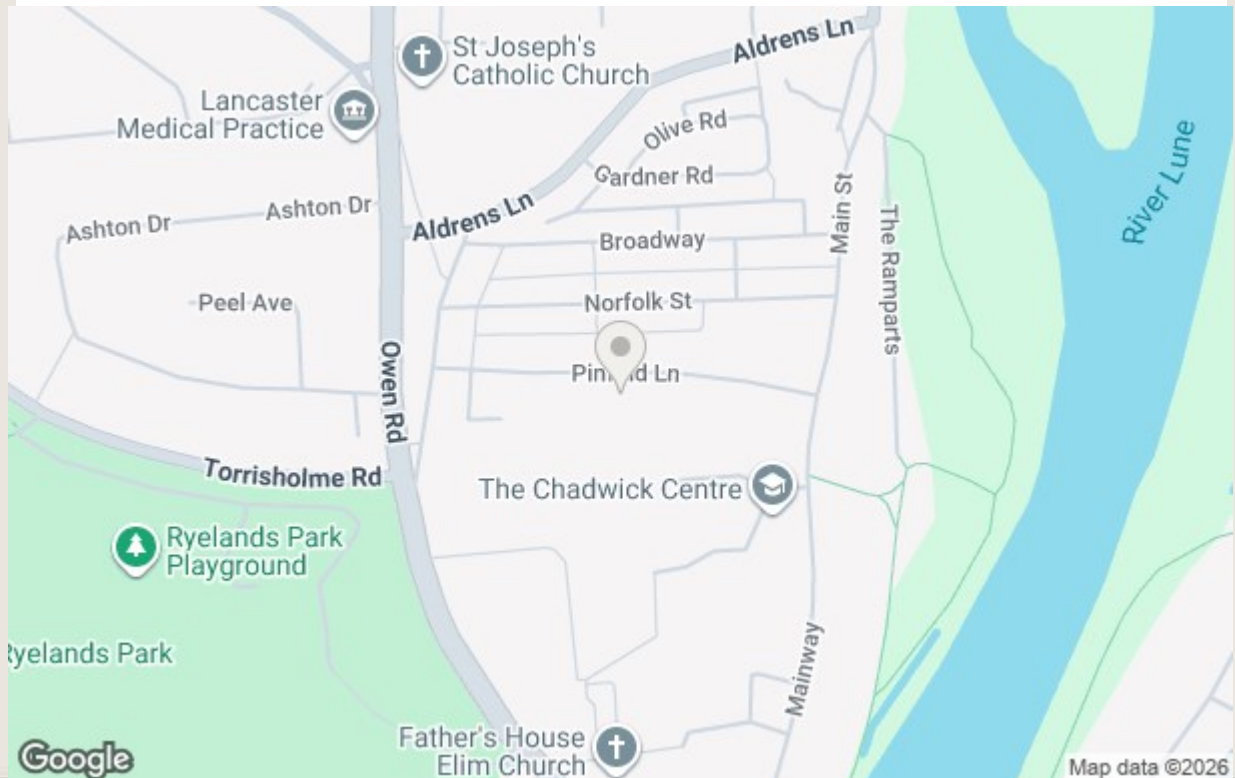 St Joseph's
Catholic Church
Aldrens Ln
Lancaster
Medical Practice
Olive Rd
Gardner Rd
Ashton Dr
Ashton Dr
Aldrens Ln
Main St
The Ramparts
River Lune
Broadway
Peel Ave
Norfolk St
Owen Rd
Ln
Torrisholme Rd
The Chadwick Centre
Ryelands Park
Playground
Ryelands Park
Mainway
Father's House
Elim Church
Google
Map data ©2026